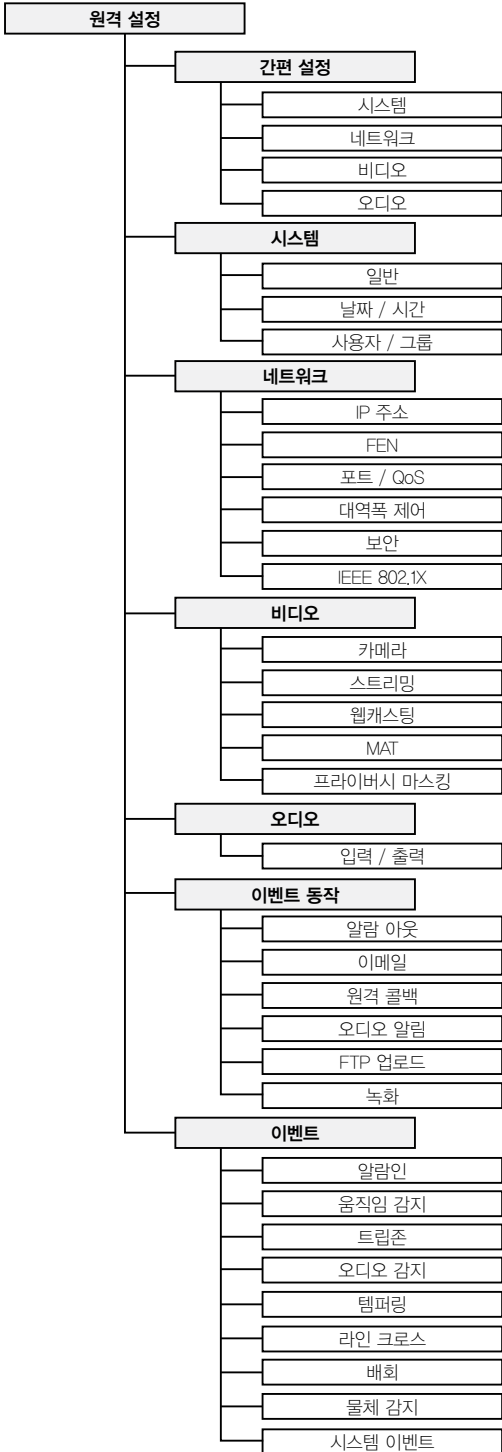 원격 설정
간편 설정
시스템
네트워크
비디오
오디오
시스템
일반
날짜 / 시간
사용자 / 그룹
네트워크
IP 주소
FEN
포트 / QoS
대역폭 제어
보안
IEEE 802.1X
비디오
카메라
스트리밍
웹캐스팅
MAT
프라이버시 마스킹
오디오
입력 / 출력
이벤트 동작
알람 아웃
이메일
원격 콜백
오디오 알림
FTP 업로드
녹화
이벤트
알람인
움직임 감지
트립존
오디오 감지
템퍼링
라인 크로스
배회
물체 감지
시스템 이벤트